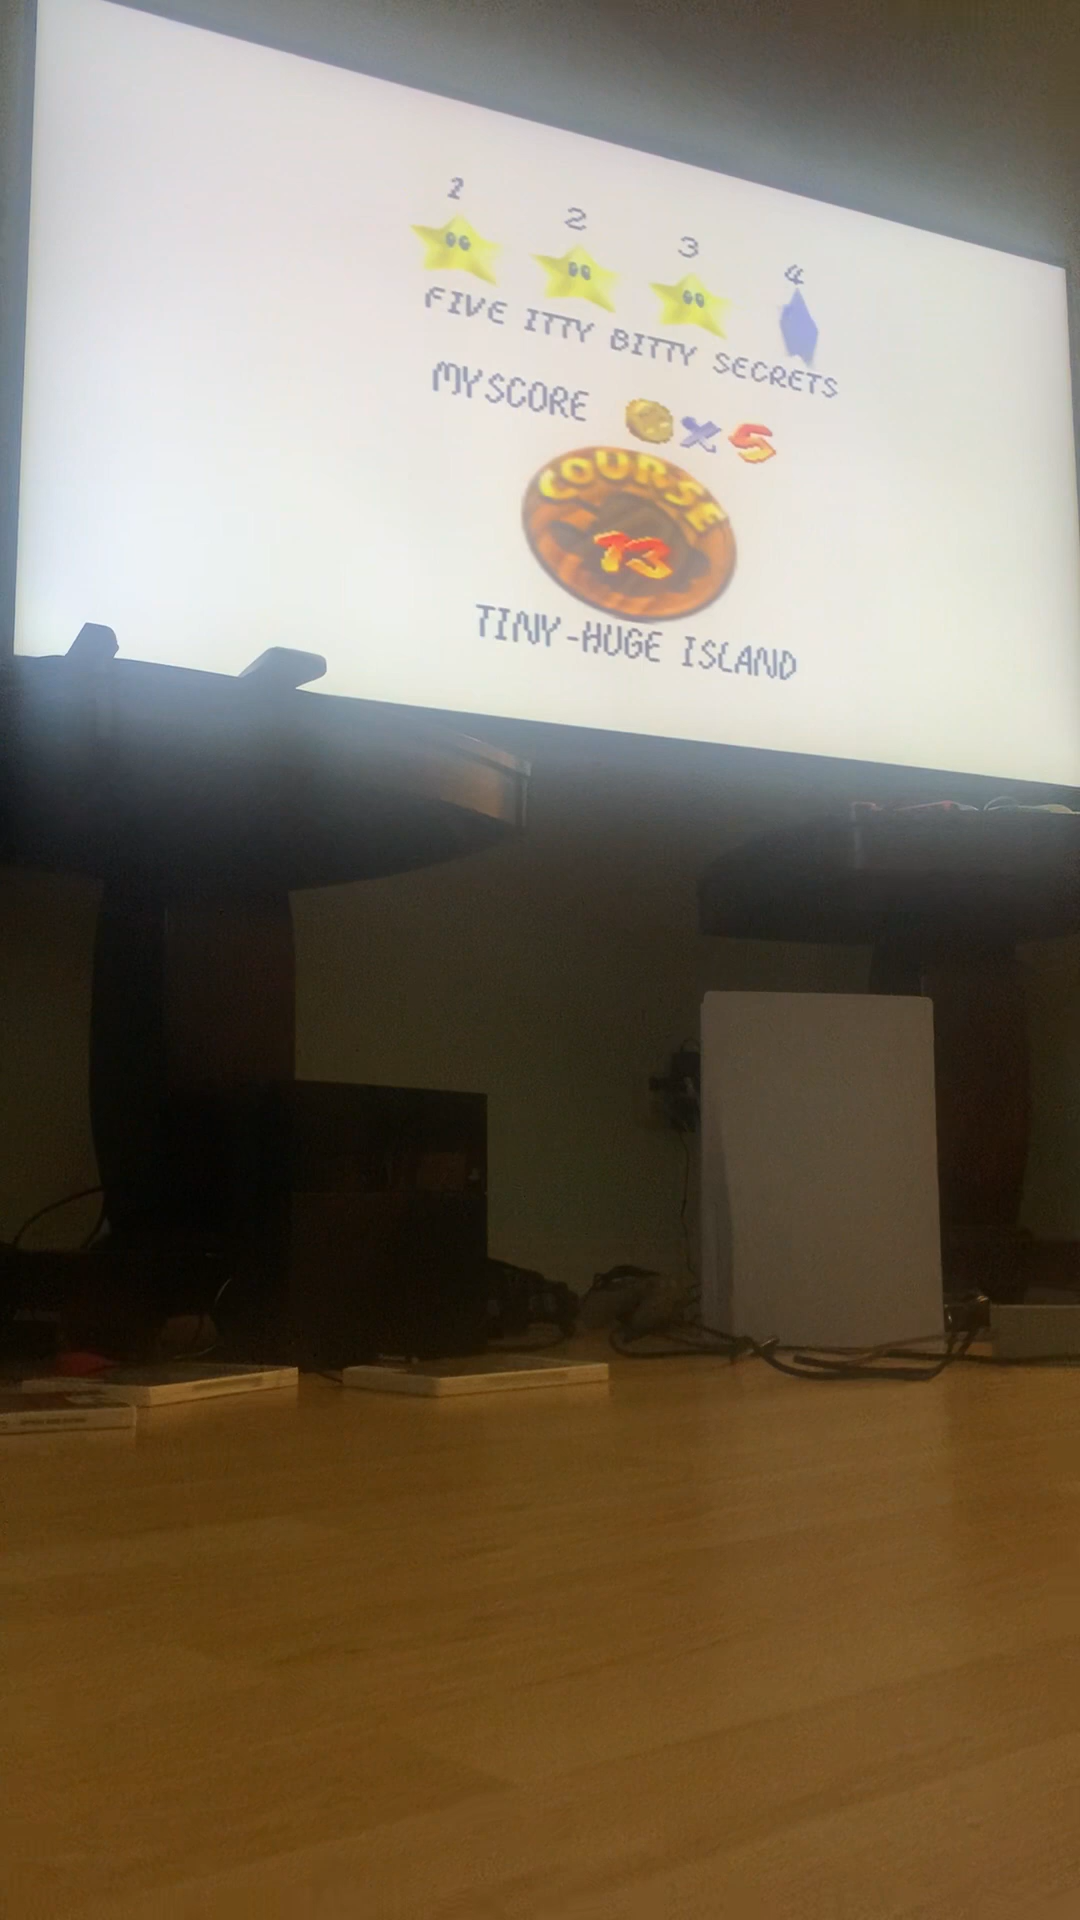 1 2 3 4
FIVE ITTY BITTY SECRETS
MYSCORE × 5
COURSE
13
TINY-HUGE ISLAND